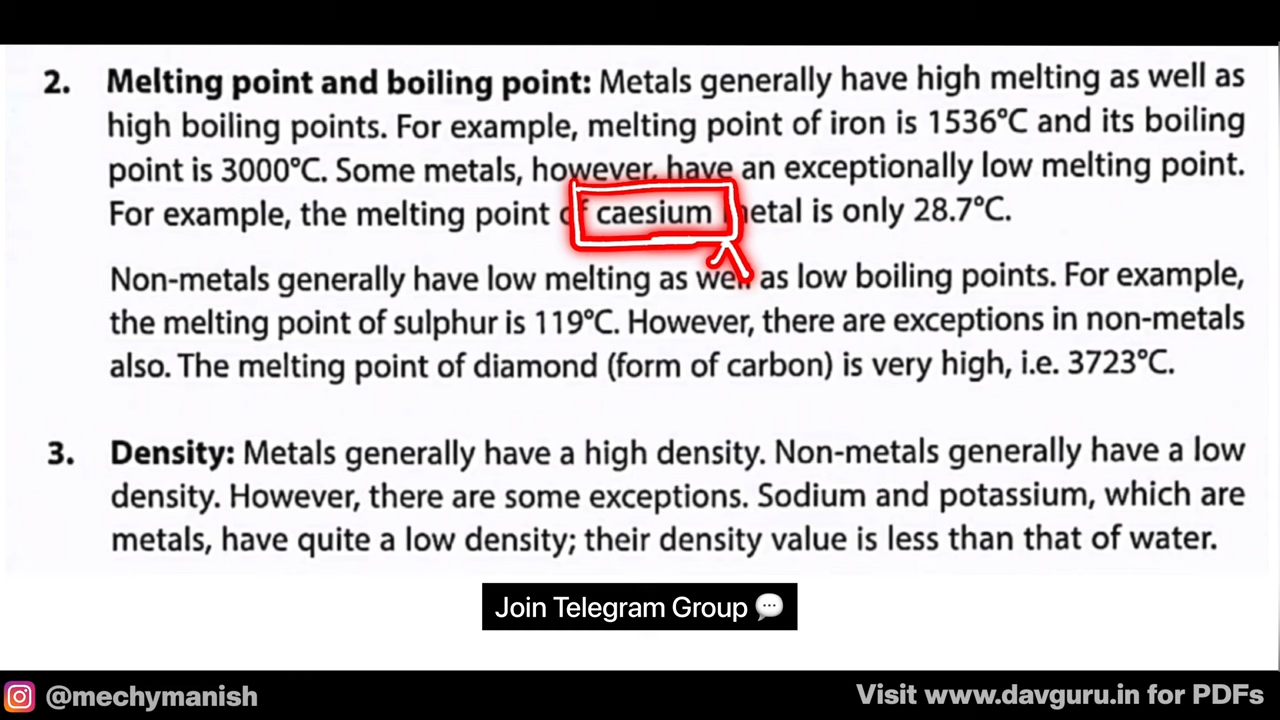 2. Melting point and boiling point: Metals generally have high melting as well as
high boiling points. For example, melting point of iron is 1536°C and its boiling
point is 3000°C. Some metals, however, have an exceptionally low melting point.
For example, the melting point of caesium metal is only 28.7°C.
Non-metals generally have low melting as well as low boiling points. For example,
the melting point of sulphur is 119°C. However, there are exceptions in non-metals
also. The melting point of diamond (form of carbon) is very high, i.e. 3723°C.
3. Density: Metals generally have a high density. Non-metals generally have a low
density. However, there are some exceptions. Sodium and potassium, which are
metals, have quite a low density; their density value is less than that of water.
Join Telegram Group 💬
@mechymanish
Visit www.davguru.in for PDFs